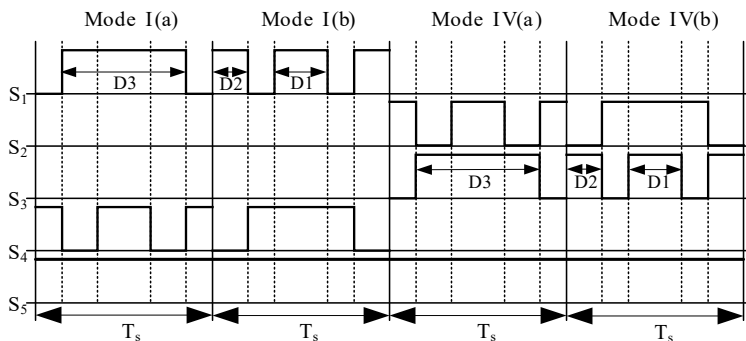 Mode I(a) Mode I(b) Mode IV(a) Mode IV(b)
D3 D2 D1
S1
S2
D3 D2 D1
S3
S4
S5
Ts Ts Ts Ts